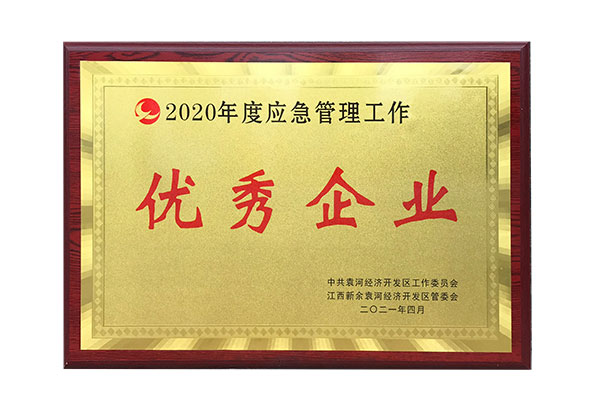 2020年度应急管理工作
优秀企业
中共袁河经济开发区工作委员会
江西新余袁河经济开发区管委会
二〇二一年四月